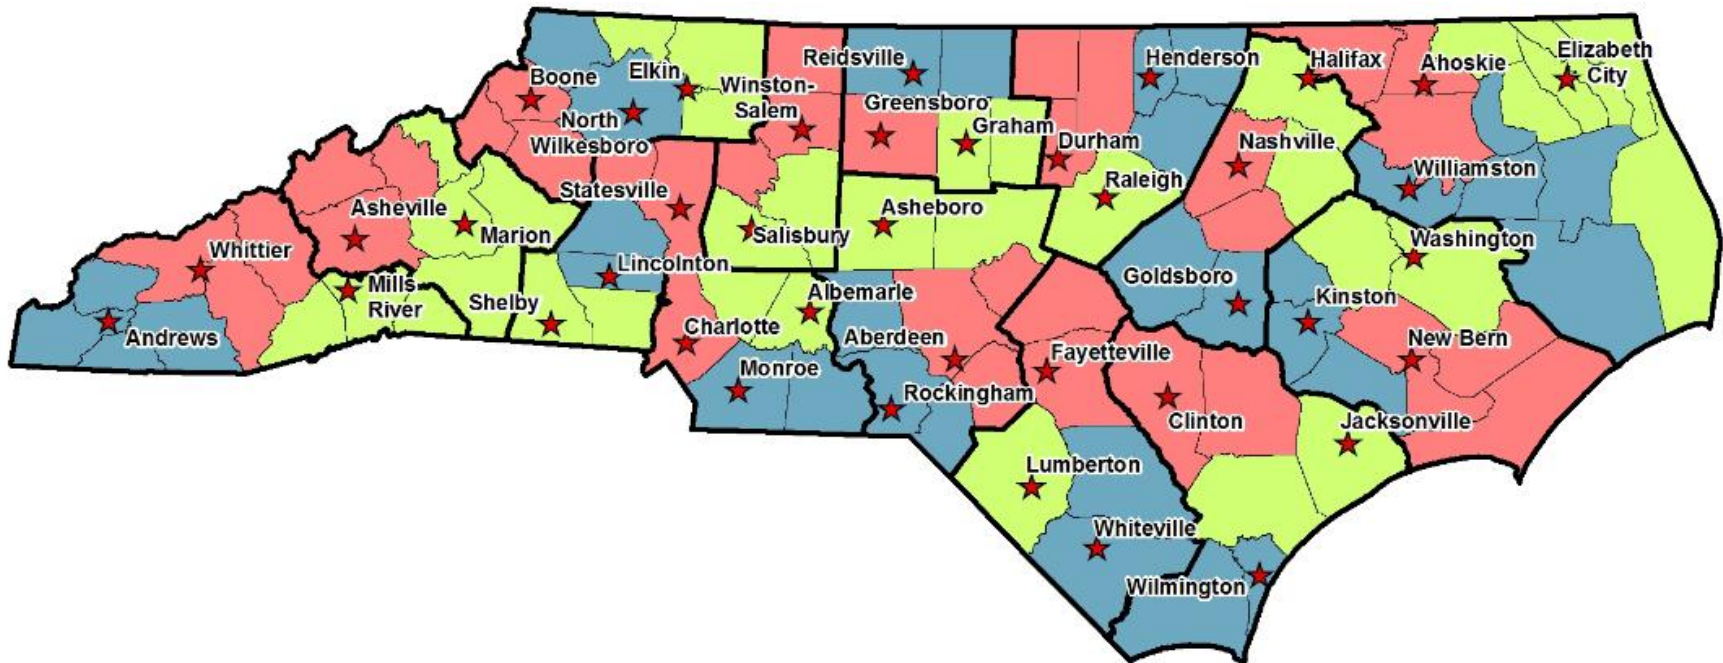 Boone
Elkin
North
Wilkesboro
Winston-
Salem
Reidsville
Greensboro
Graham
Durham
Henderson
Halifax
Ahoskie
Elizabeth
City
Nashville
Raleigh
Williamston
Statesville
Salisbury
Asheboro
Asheville
Marion
Whittier
Washington
Lincolnton
Mills
River
Shelby
Albemarle
Goldsboro
Kinston
Andrews
Charlotte
Aberdeen
New Bern
Fayetteville
Monroe
Rockingham
Clinton
Jacksonville
Lumberton
Whiteville
Wilmington